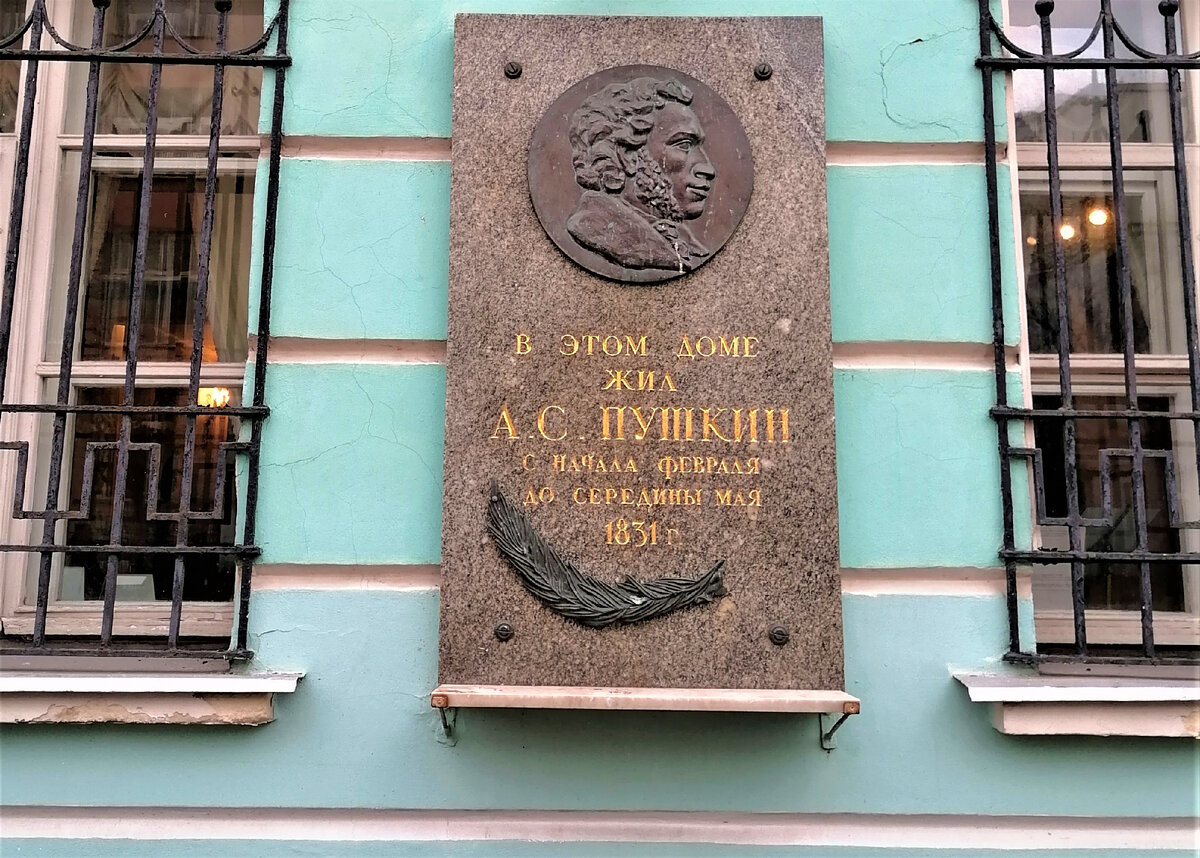 В ЭТОМ ДОМЕ
ЖИЛ
А.С. ПУШКИН
С НАЧАЛА ФЕВРАЛЯ
ДО СЕРЕДИНЫ МАЯ
1831 г.